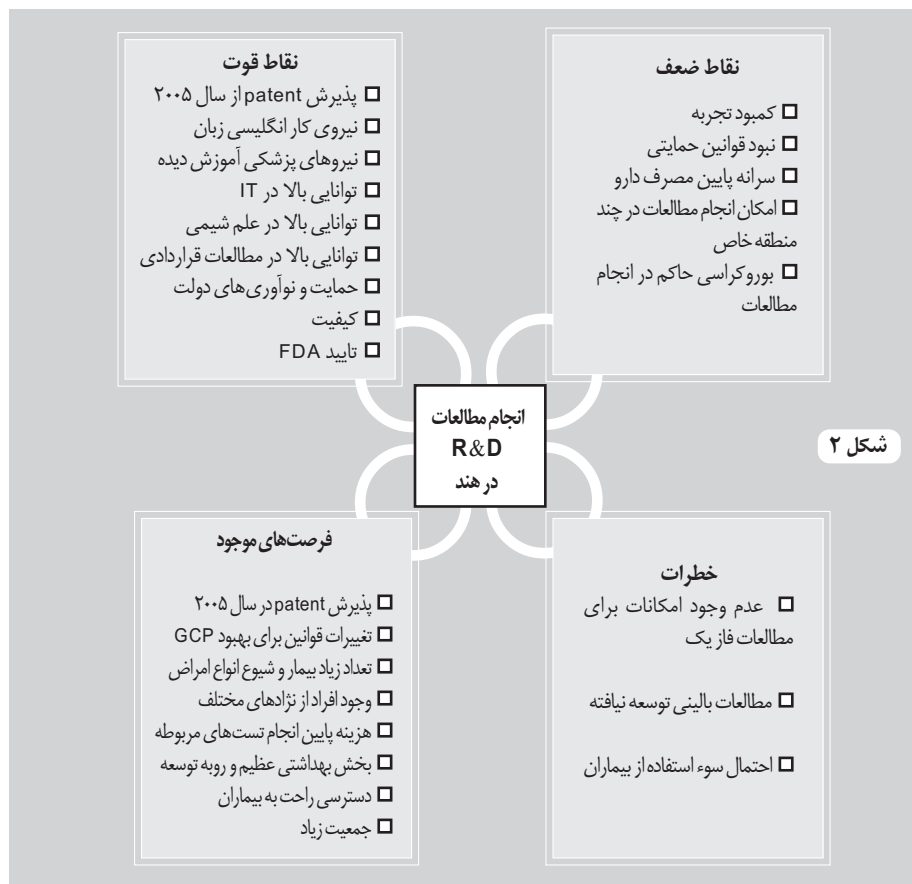 نقاط قوت
□ پذیرش patent از سال ۲۰۰۵
□ نیروی کار انگلیسی زبان
□ نیروهای پزشکی آموزش دیده
□ توانایی بالا در IT
□ توانایی بالا در علم شیمی
□ توانایی بالا در مطالعات قراردادی
□ حمایت و نوآوری‌های دولت
□ کیفیت
□ تایید FDA
نقاط ضعف
□ کمبود تجربه
□ نبود قوانین حمایتی
□ سرانه پایین مصرف دارو
□ امکان انجام مطالعات در چند
منطقه خاص
□ بوروکراسی حاکم در انجام
مطالعات
انجام مطالعات
R&D
در هند
شکل ۲
فرصت‌های موجود
□ پذیرش patent در سال ۲۰۰۵
□ تغییرات قوانین برای بهبود GCP
□ تعداد زیاد بیمار و شیوع انواع امراض
□ وجود افراد از نژادهای مختلف
□ هزینه پایین انجام تست‌های مربوطه
□ بخش بهداشتی عظیم و روبه توسعه
□ دسترسی راحت به بیماران
□ جمعیت زیاد
خطرات
□ عدم وجود امکانات برای
مطالعات فاز یک
□ مطالعات بالینی توسعه نیافته
□ احتمال سوء استفاده از بیماران